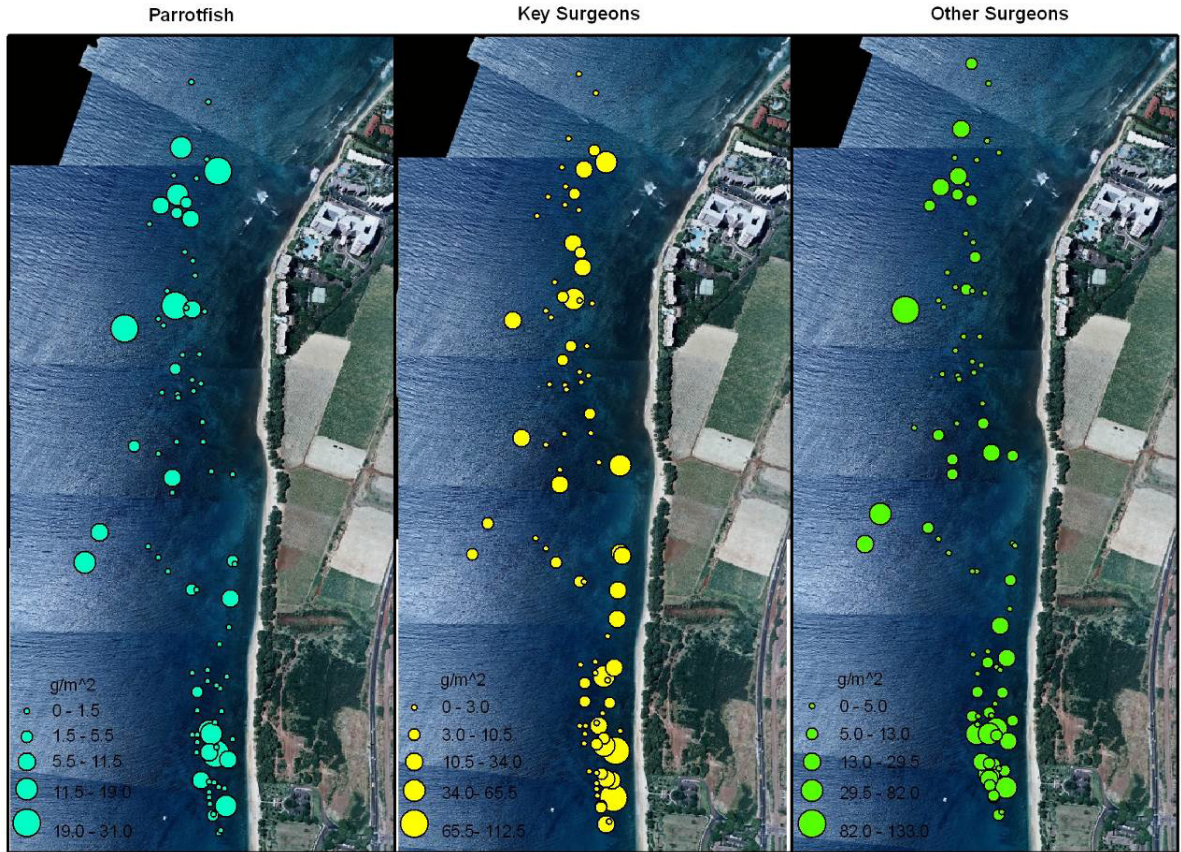 Parrotfish
Key Surgeons
Other Surgeons
g/m^2
0 - 1.5
1.5 - 5.5
5.5 - 11.5
11.5 - 19.0
19.0 - 31.0
g/m^2
0 - 3.0
3.0 - 10.5
10.5 - 34.0
34.0- 65.5
65.5- 112.5
g/m^2
0 - 5.0
5.0 - 13.0
13.0 - 29.5
29.5 - 82.0
82.0 - 133.0